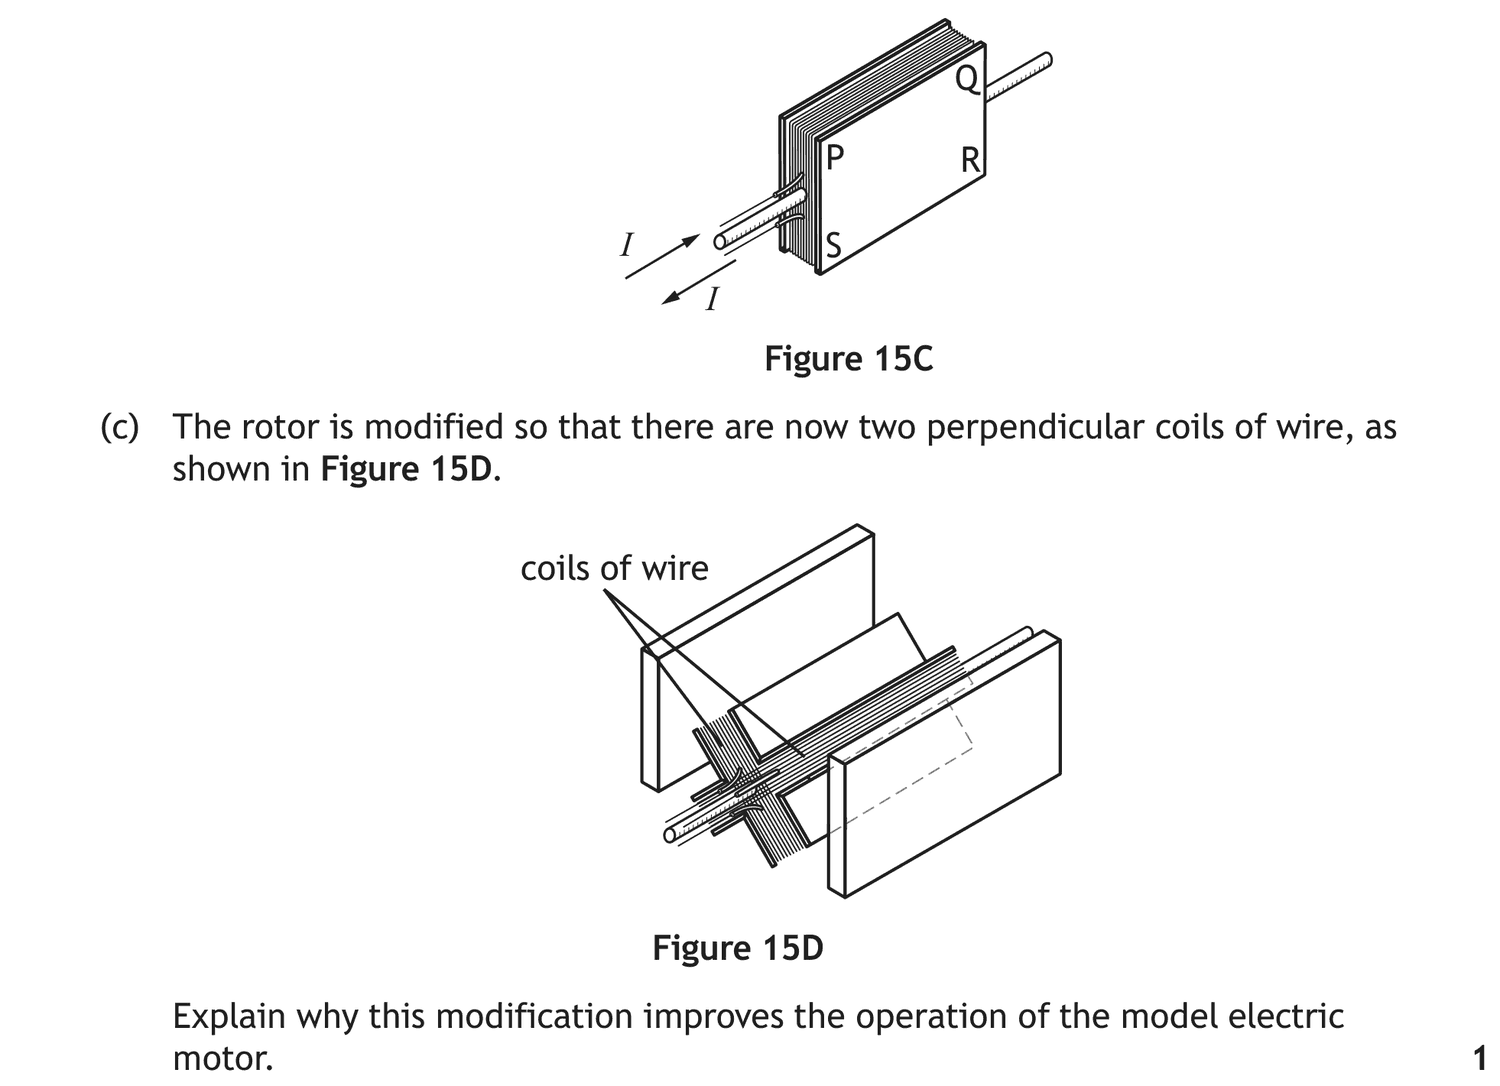 Q
P
R
S
I
I
Figure 15C
(c) The rotor is modified so that there are now two perpendicular coils of wire, as
shown in Figure 15D.
coils of wire
Figure 15D
Explain why this modification improves the operation of the model electric
motor.
1